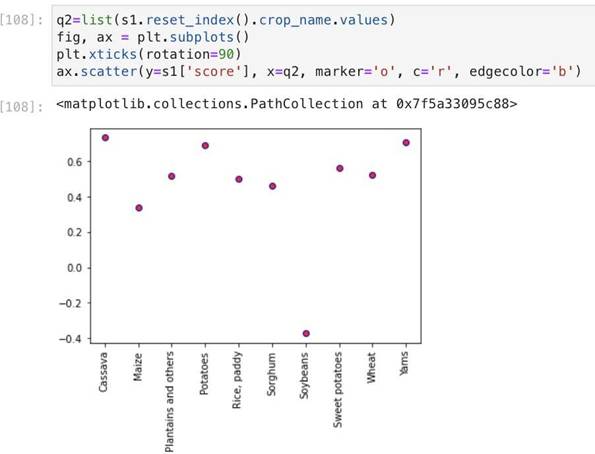 [108]: q2=list(s1.reset_index().crop_name.values)
fig, ax = plt.subplots()
plt.xticks(rotation=90)
ax.scatter(y=s1['score'], x=q2, marker='o', c='r', edgecolor='b')
[108]: <matplotlib.collections.PathCollection at 0x7f5a33095c88>
0.6
0.4
0.2
0.0
−0.2
−0.4
Cassava
Maize
Plantains and others
Potatoes
Rice, paddy
Sorghum
Soybeans
Sweet potatoes
Wheat
Yams